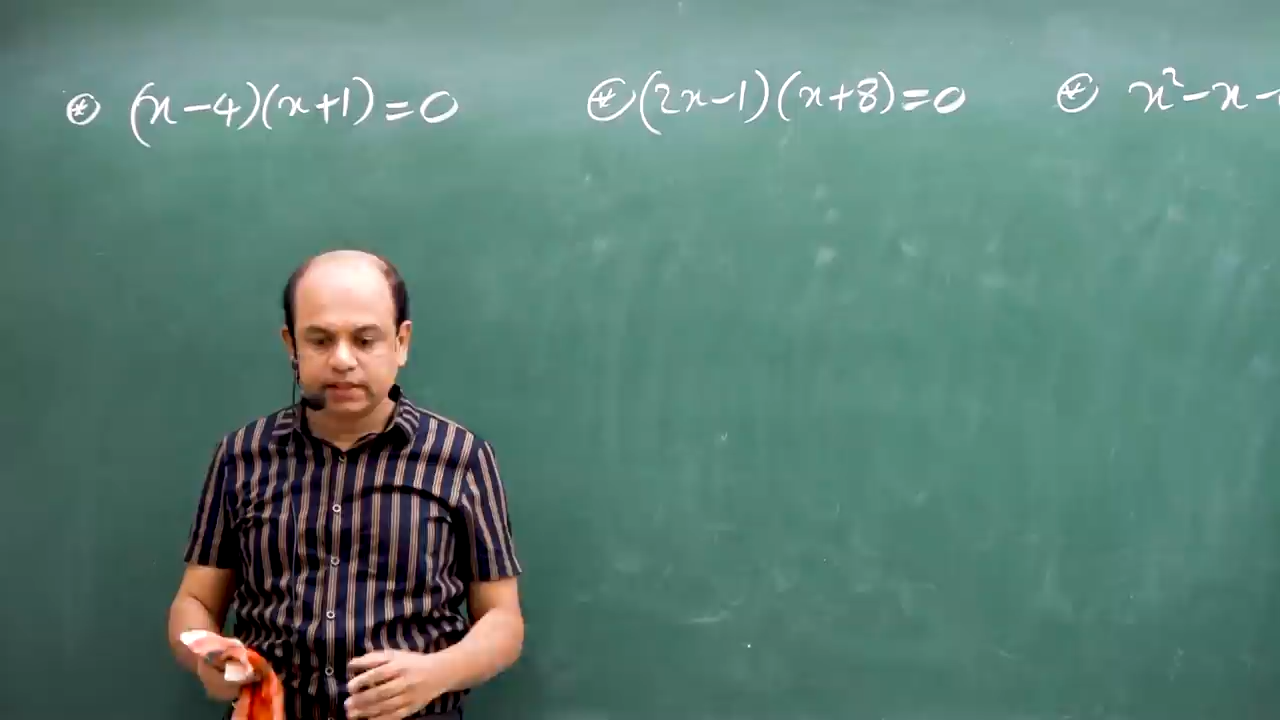 ⊛ (x-4)(x+1)=0 ⊛ (2x-1)(x+8)=0 ⊛ x²-x-